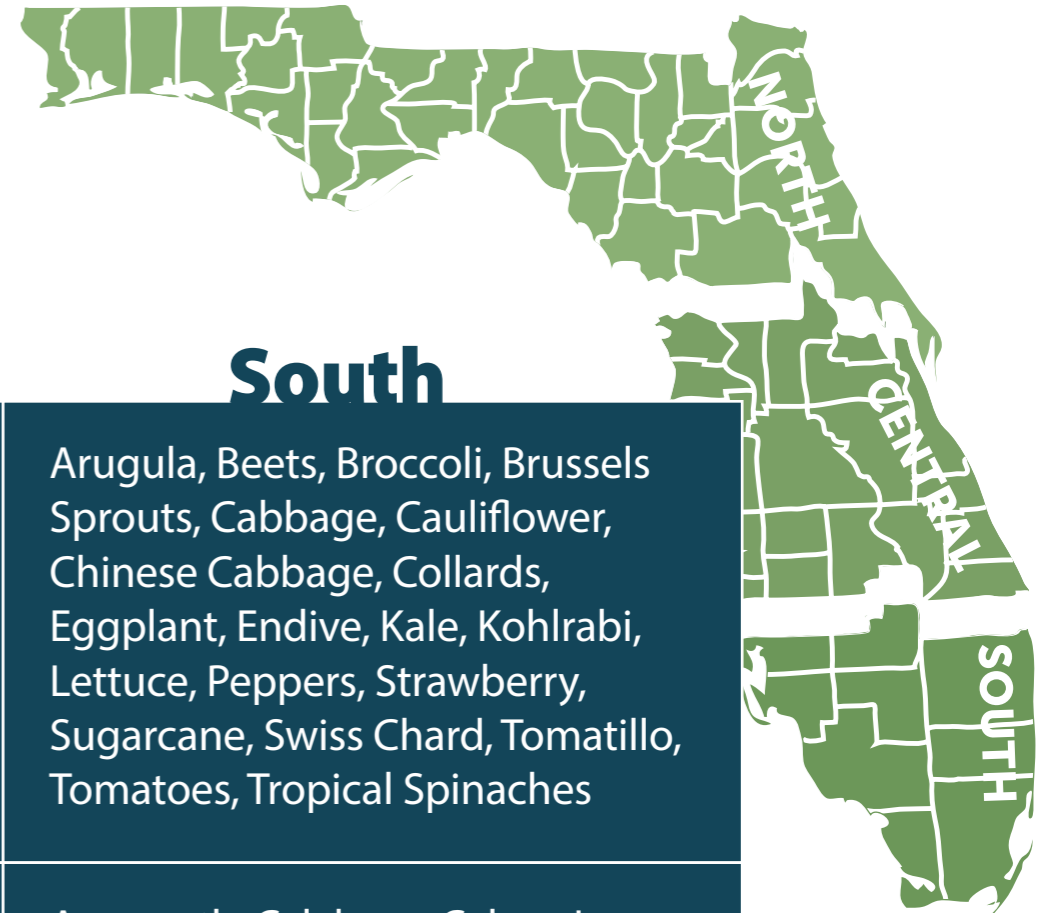 NORTH
South
CENTRAL
Arugula, Beets, Broccoli, Brussels
Sprouts, Cabbage, Cauliflower,
Chinese Cabbage, Collards,
Eggplant, Endive, Kale, Kohlrabi,
Lettuce, Peppers, Strawberry,
Sugarcane, Swiss Chard, Tomatillo,
Tomatoes, Tropical Spinaches
SOUTH